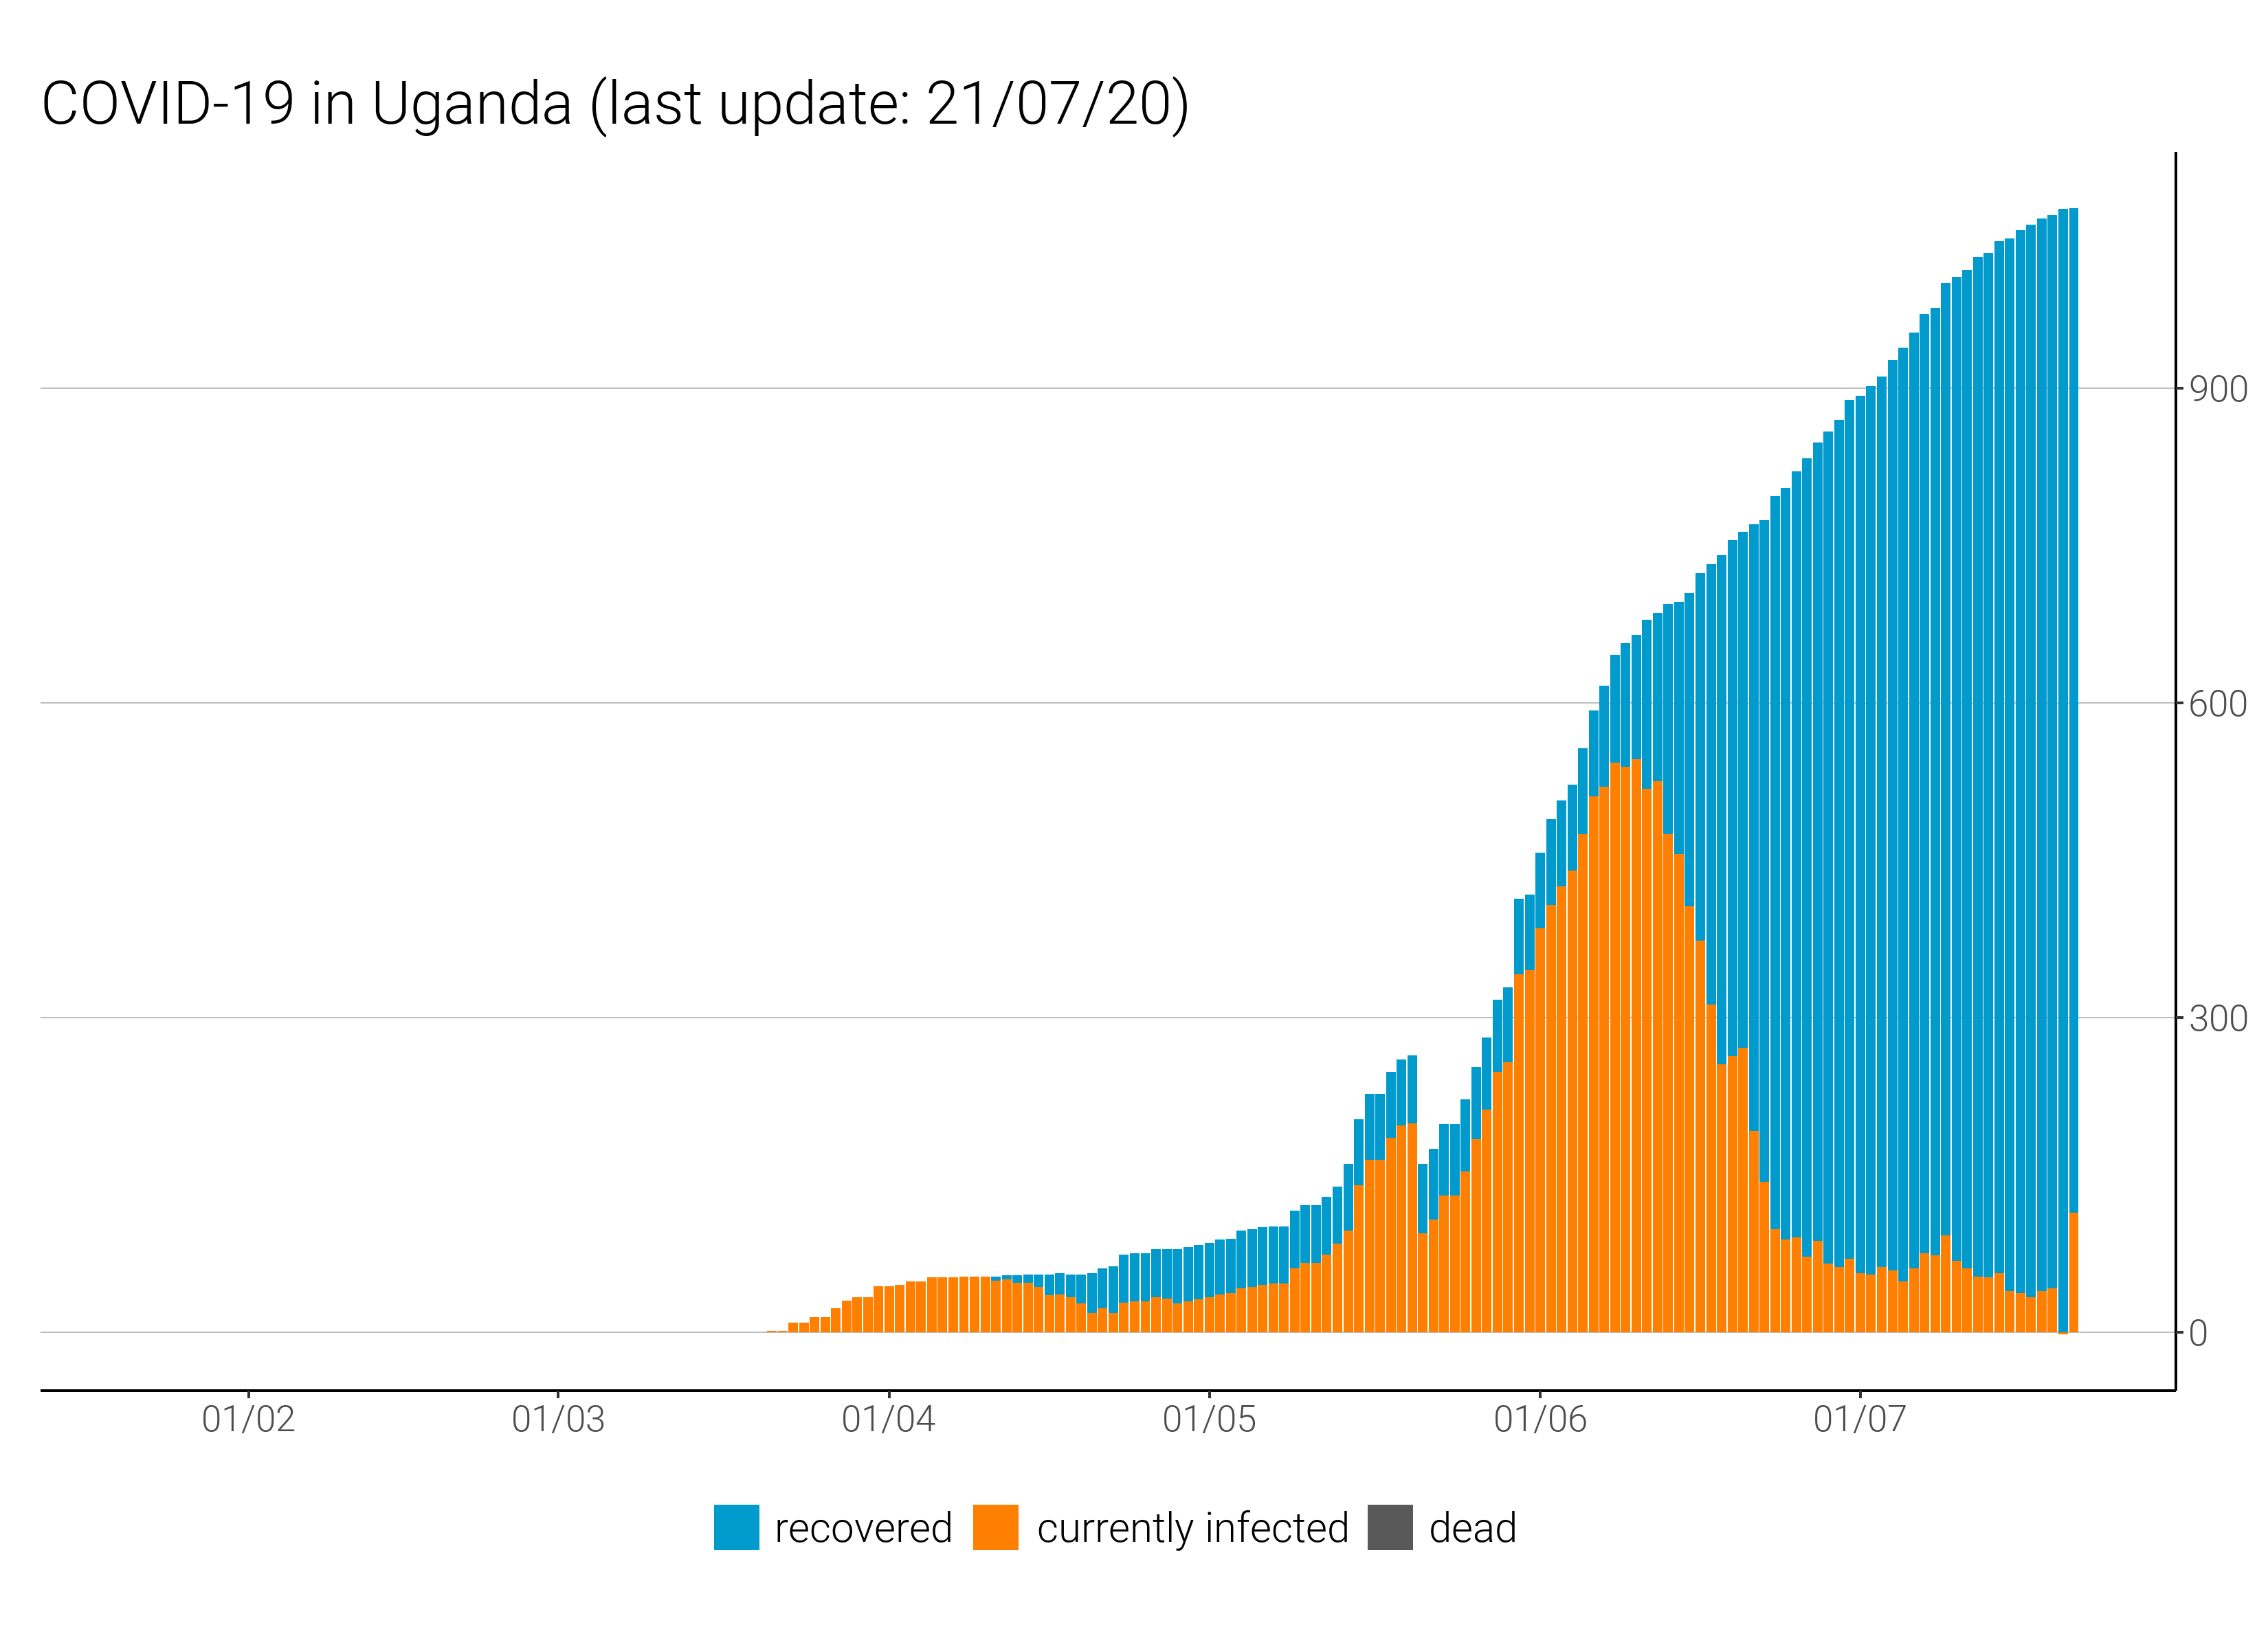 COVID-19 in Uganda (last update: 21/07/20)
900
600
300
0
01/02 01/03 01/04 01/05 01/06 01/07
recovered currently infected dead